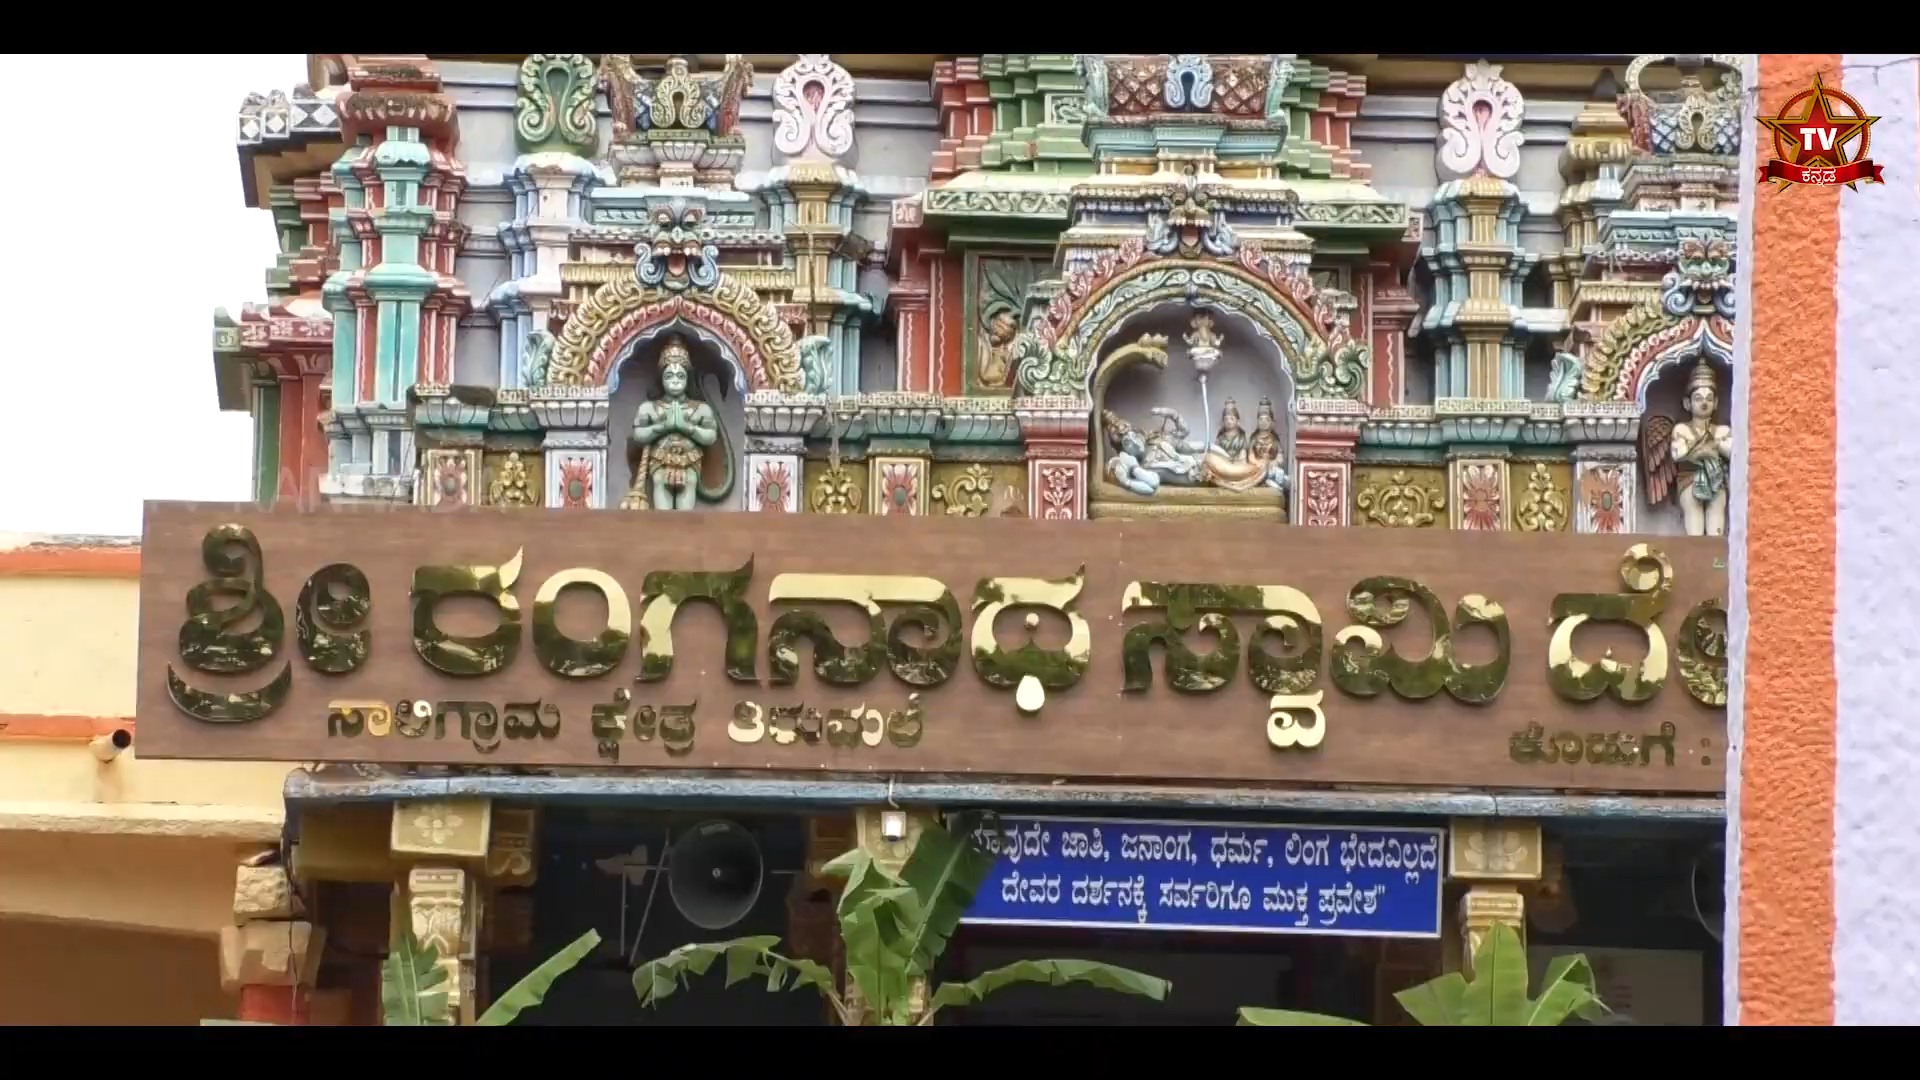 TV
ಕನ್ನಡ
ಶ್ರೀ ರಂಗನಾಥ ಸ್ವಾಮಿ ದೇ
ಸಾಲಿಗ್ರಾಮ ಕ್ಷೇತ್ರ ತಿರುಮಲೆ
ಕೊಡುಗೆ :
ಯಾವುದೇ ಜಾತಿ, ಜನಾಂಗ, ಧರ್ಮ, ಲಿಂಗ ಭೇದವಿಲ್ಲದೆ
ದೇವರ ದರ್ಶನಕ್ಕೆ ಸರ್ವರಿಗೂ ಮುಕ್ತ ಪ್ರವೇಶ"